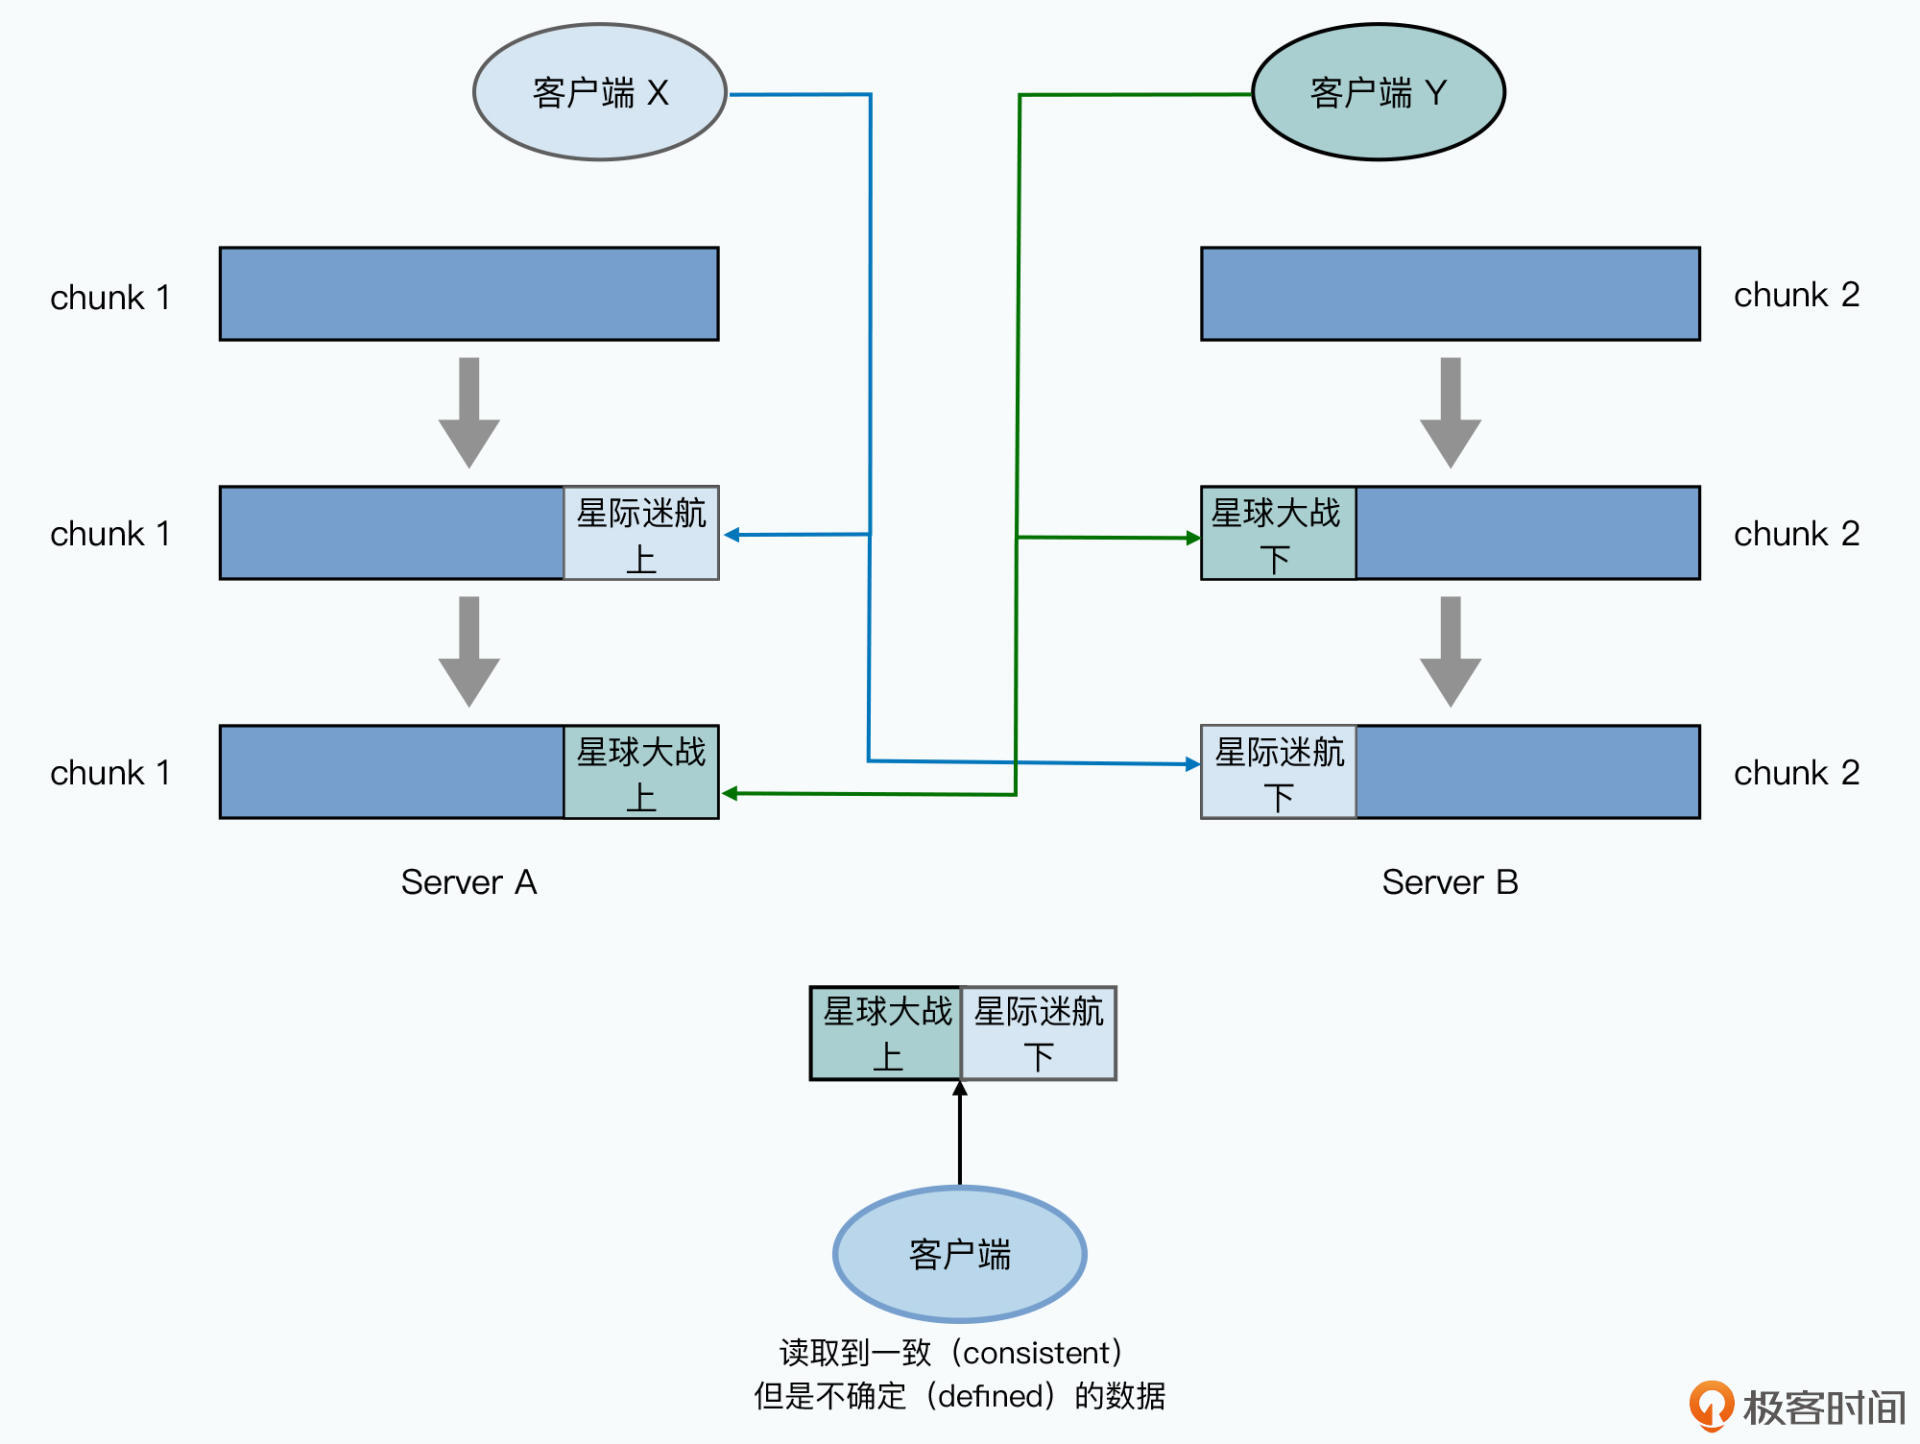 客户端 X
客户端 Y
chunk 1
chunk 2
chunk 1
星际迷航
上
星球大战
下
chunk 2
chunk 1
星球大战
上
星际迷航
下
chunk 2
Server A
Server B
星球大战
上
星际迷航
下
客户端
读取到一致（consistent）
但是不确定（defined）的数据
极客时间